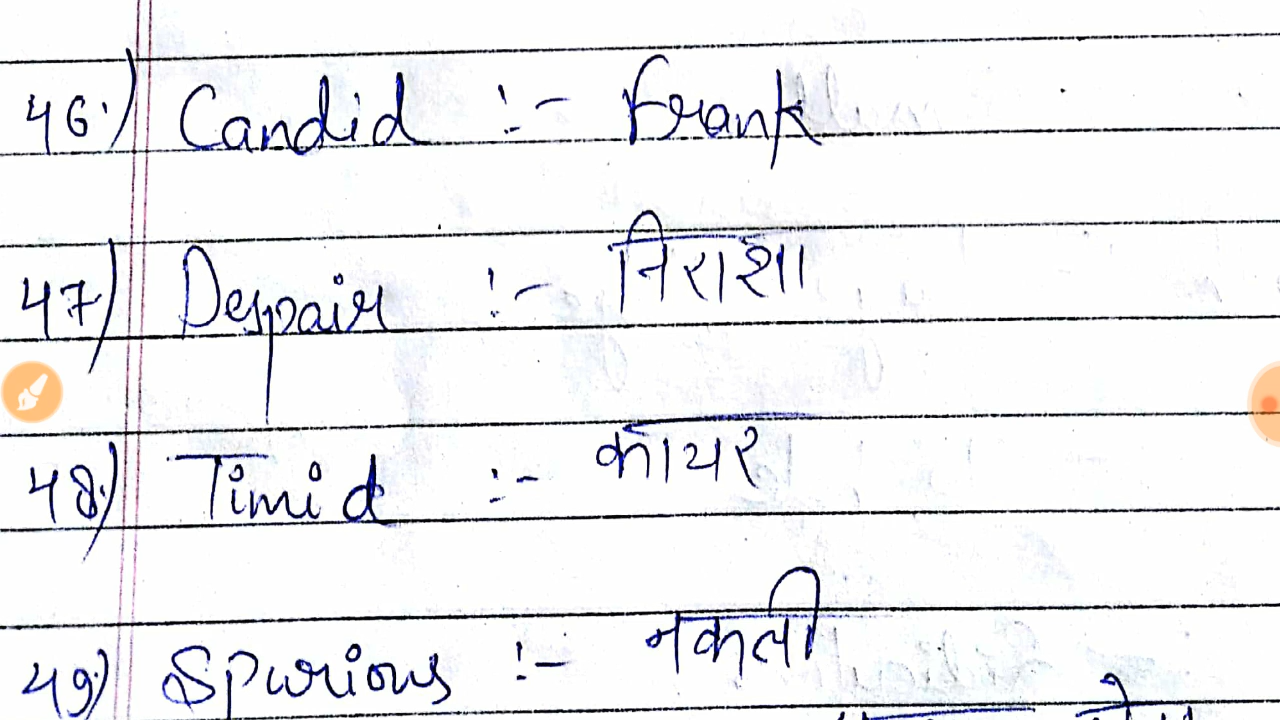 46.) Candid :- Frank
47) Despair :- निराशा
48.) Timid :- कायर
49.) Spurious :- नकली